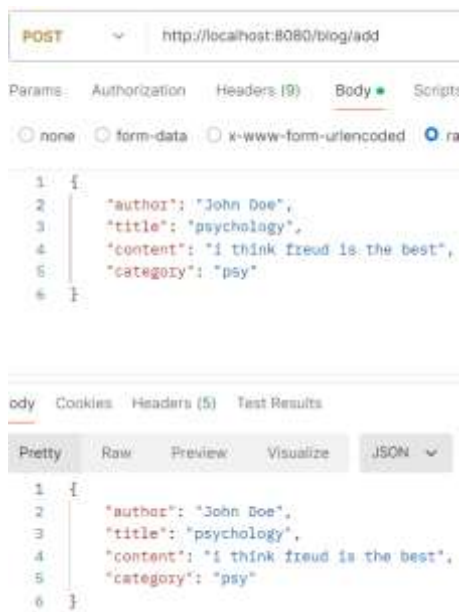 POST http://localhost:8080/blog/add
Params Authorization Headers (9) Body Scripts
none form-data x-www-form-urlencoded ra
1 {
2 "author": "John Doe",
3 "title": "psychology",
4 "content": "i think freud is the best",
5 "category": "psy"
6 }
ody Cookies Headers (5) Test Results
Pretty Raw Preview Visualize JSON
1 {
2 "author": "John Doe",
3 "title": "psychology",
4 "content": "i think freud is the best",
5 "category": "psy"
6 }